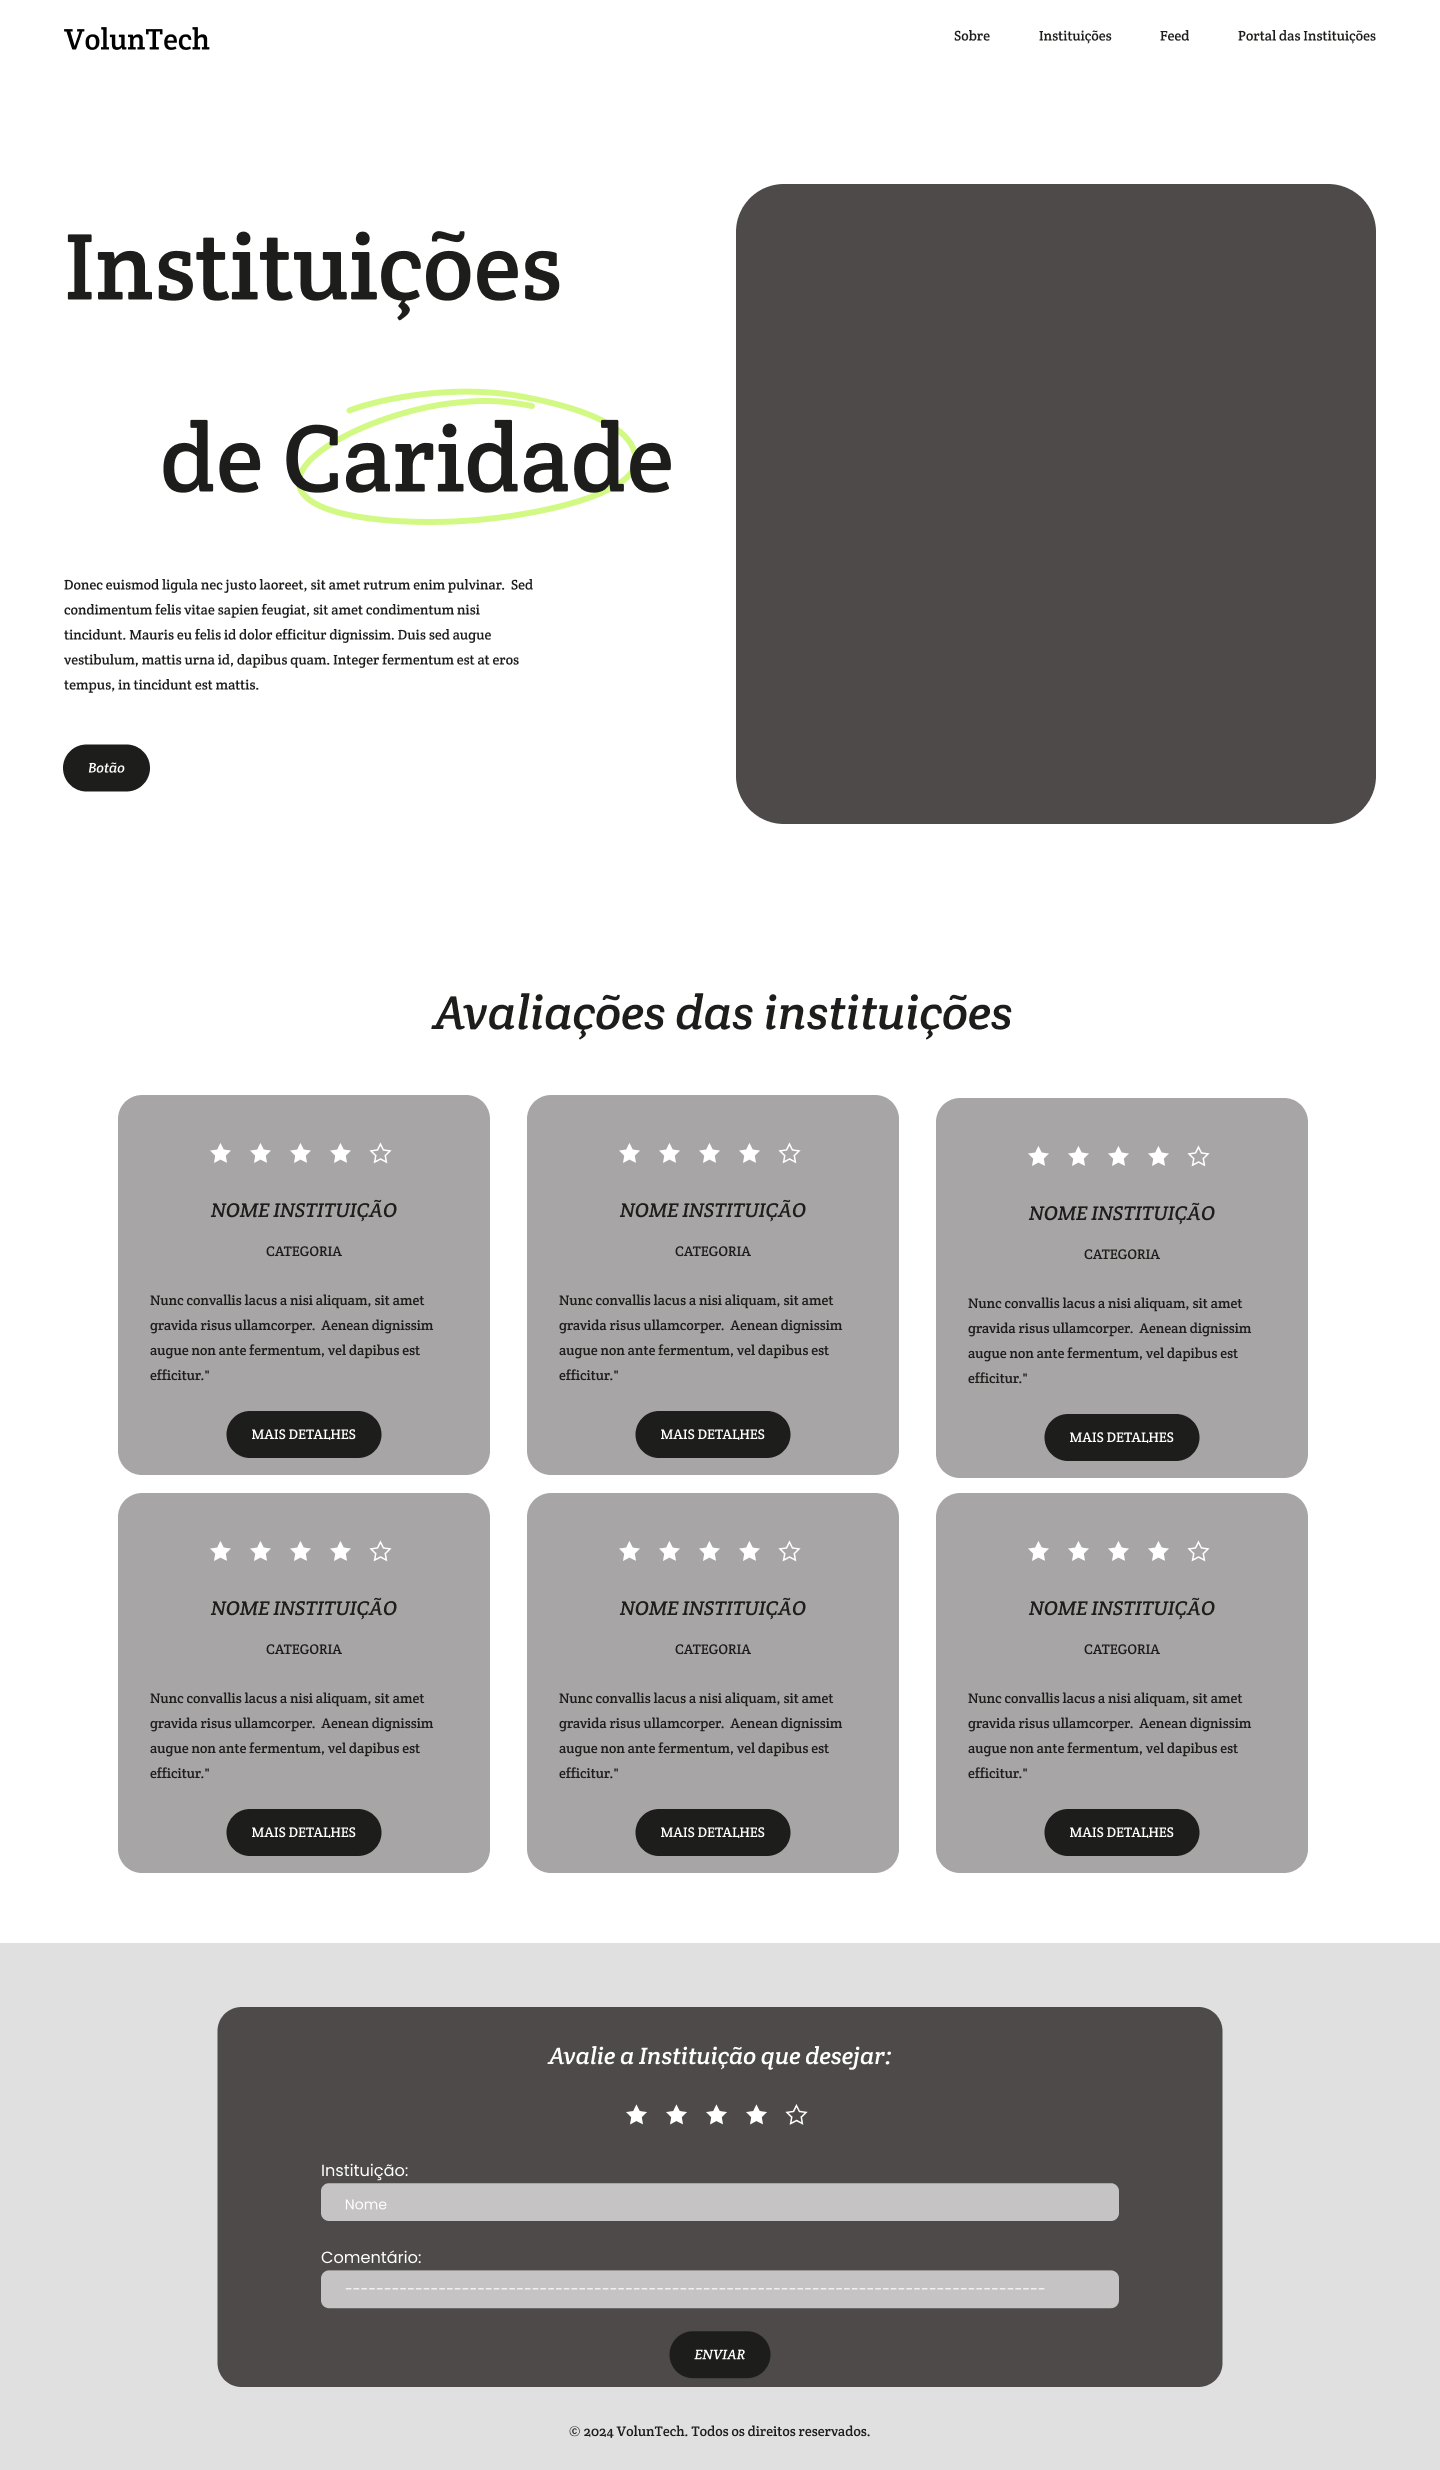 VolunTech
Sobre Instituições Feed Portal das Instituições
Instituições
de Caridade
Donec euismod ligula nec justo laoreet, sit amet rutrum enim pulvinar.  Sed
condimentum felis vitae sapien feugiat, sit amet condimentum nisi
tincidunt. Mauris eu felis id dolor efficitur dignissim. Duis sed augue
vestibulum, mattis urna id, dapibus quam. Integer fermentum est at eros
tempus, in tincidunt est mattis.
Botão
Avaliações das instituições
NOME INSTITUIÇÃO
CATEGORIA
Nunc convallis lacus a nisi aliquam, sit amet
gravida risus ullamcorper.  Aenean dignissim
augue non ante fermentum, vel dapibus est
efficitur."
MAIS DETALHES
NOME INSTITUIÇÃO
CATEGORIA
Nunc convallis lacus a nisi aliquam, sit amet
gravida risus ullamcorper.  Aenean dignissim
augue non ante fermentum, vel dapibus est
efficitur."
MAIS DETALHES
NOME INSTITUIÇÃO
CATEGORIA
Nunc convallis lacus a nisi aliquam, sit amet
gravida risus ullamcorper.  Aenean dignissim
augue non ante fermentum, vel dapibus est
efficitur."
MAIS DETALHES
NOME INSTITUIÇÃO
CATEGORIA
Nunc convallis lacus a nisi aliquam, sit amet
gravida risus ullamcorper.  Aenean dignissim
augue non ante fermentum, vel dapibus est
efficitur."
MAIS DETALHES
NOME INSTITUIÇÃO
CATEGORIA
Nunc convallis lacus a nisi aliquam, sit amet
gravida risus ullamcorper.  Aenean dignissim
augue non ante fermentum, vel dapibus est
efficitur."
MAIS DETALHES
NOME INSTITUIÇÃO
CATEGORIA
Nunc convallis lacus a nisi aliquam, sit amet
gravida risus ullamcorper.  Aenean dignissim
augue non ante fermentum, vel dapibus est
efficitur."
MAIS DETALHES
Avalie a Instituição que desejar:
Instituição:
Nome
Comentário:
ENVIAR
© 2024 VolunTech. Todos os direitos reservados.